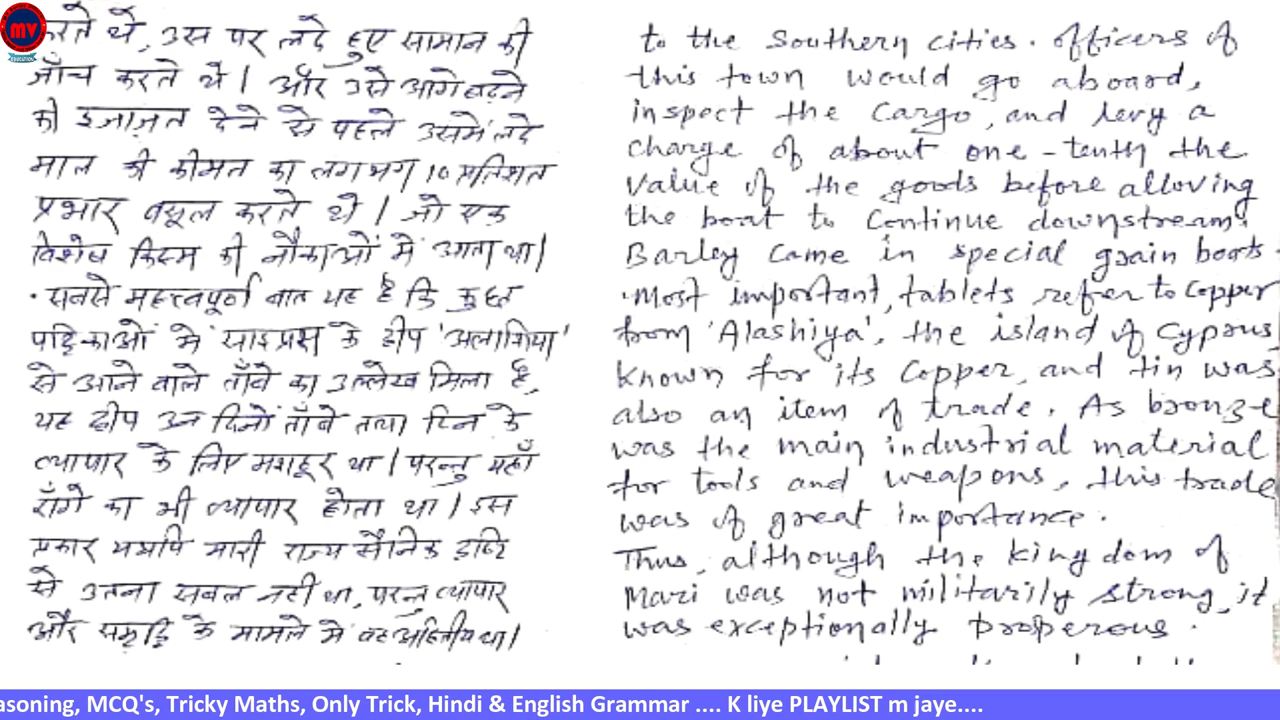 mv
EDUCATION
करते थे, उस पर लदे हुए सामान की
जाँच करते थे। और उसे आगे बढ़ने
की इजाज़त देने से पहले उसमें लदे
माल की कीमत का लगभग 10 प्रतिशत
प्रभार वसूल करते थे। जो एक
विशेष किस्म की नौकाओं में आता था।
• सबसे महत्त्वपूर्ण बात यह है कि कुछ
पट्टिकाओं में साइप्रस के द्वीप 'अलाशिया'
से आने वाले ताँबे का उल्लेख मिला है,
यह द्वीप उन दिनों ताँबे तथा टिन के
व्यापार के लिए मशहूर था। परन्तु यहाँ
राँगे का भी व्यापार होता था। इस
प्रकार यद्यपि मारी राज्य सैनिक दृष्टि
से उतना सबल नहीं था, परन्तु व्यापार
और समृद्धि के मामले में वह अद्वितीय था।
to the Southern cities. Officers of
this town would go aboard,
inspect the Cargo, and levy a
charge of about one-tenth the
Value of the goods before alloving
the boat to Continue downstream.
Barley Came in special grain boats.
• Most important, tablets refer to Copper
from 'Alashiya', the island of Cyprus,
Known for its Copper, and tin was
also an item of trade. As bronze
was the main industrial material
for tools and weapons, this trade
was of great importance.
Thus, although the kingdom of
Mari was not militarily strong, it
was exceptionally prosperous.
asoning, MCQ's, Tricky Maths, Only Trick, Hindi & English Grammar .... K liye PLAYLIST m jaye....